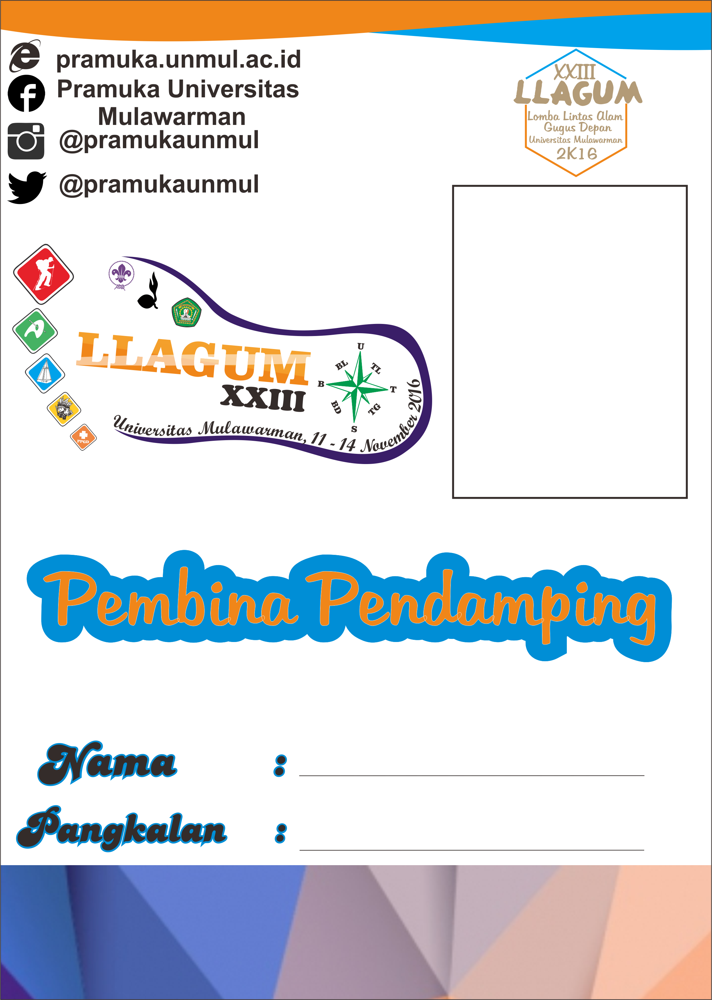 pramuka.unmul.ac.id
Pramuka Universitas
Mulawarman
@pramukaunmul
@pramukaunmul
XXIII
LLAGUM
Lomba Lintas Alam
Gugus Depan
Universitas Mulawarman
2K16
LLAGUM
XXIII
U
BL
TL
B
T
BD
TG
S
PPGD
Universitas Mulawarman, 11 - 14 November 2016
Pembina Pendamping
Nama :
Pangkalan :